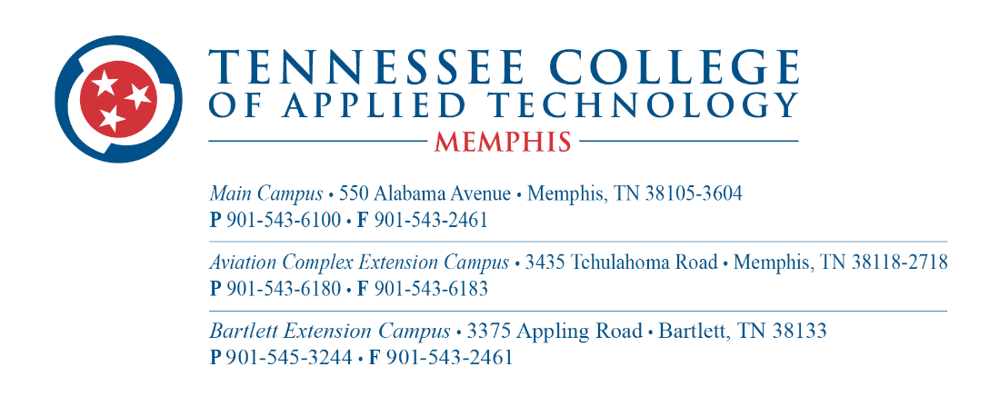 TENNESSEE COLLEGE
OF APPLIED TECHNOLOGY
MEMPHIS
Main Campus • 550 Alabama Avenue • Memphis, TN 38105-3604
P 901-543-6100 • F 901-543-2461
Aviation Complex Extension Campus • 3435 Tchulahoma Road • Memphis, TN 38118-2718
P 901-543-6180 • F 901-543-6183
Bartlett Extension Campus • 3375 Appling Road • Bartlett, TN 38133
P 901-545-3244 • F 901-543-2461